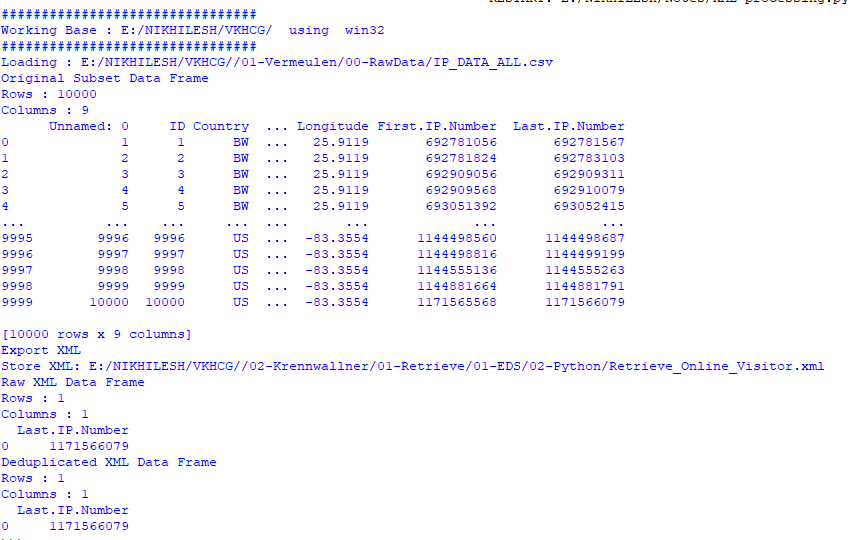 RESTART: E:/NIKHILESH/Notes/XML processing.py
################################
Working Base : E:/NIKHILESH/VKHCG/  using  win32
################################
Loading : E:/NIKHILESH/VKHCG//01-Vermeulen/00-RawData/IP_DATA_ALL.csv
Original Subset Data Frame
Rows : 10000
Columns : 9
      Unnamed: 0     ID Country  ... Longitude First.IP.Number  Last.IP.Number
0              1      1      BW  ...   25.9119       692781056       692781567
1              2      2      BW  ...   25.9119       692781824       692783103
2              3      3      BW  ...   25.9119       692909056       692909311
3              4      4      BW  ...   25.9119       692909568       692910079
4              5      5      BW  ...   25.9119       693051392       693052415
...          ...    ...     ...  ...       ...             ...             ...
9995        9996   9996      US  ...  -83.3554      1144498560      1144498687
9996        9997   9997      US  ...  -83.3554      1144498816      1144499199
9997        9998   9998      US  ...  -83.3554      1144555136      1144555263
9998        9999   9999      US  ...  -83.3554      1144881664      1144881791
9999       10000  10000      US  ...  -83.3554      1171565568      1171566079
[10000 rows x 9 columns]
Export XML
Store XML: E:/NIKHILESH/VKHCG//02-Krennwallner/01-Retrieve/01-EDS/02-Python/Retrieve_Online_Visitor.xml
Raw XML Data Frame
Rows : 1
Columns : 1
  Last.IP.Number
0     1171566079
Deduplicated XML Data Frame
Rows : 1
Columns : 1
  Last.IP.Number
0     1171566079